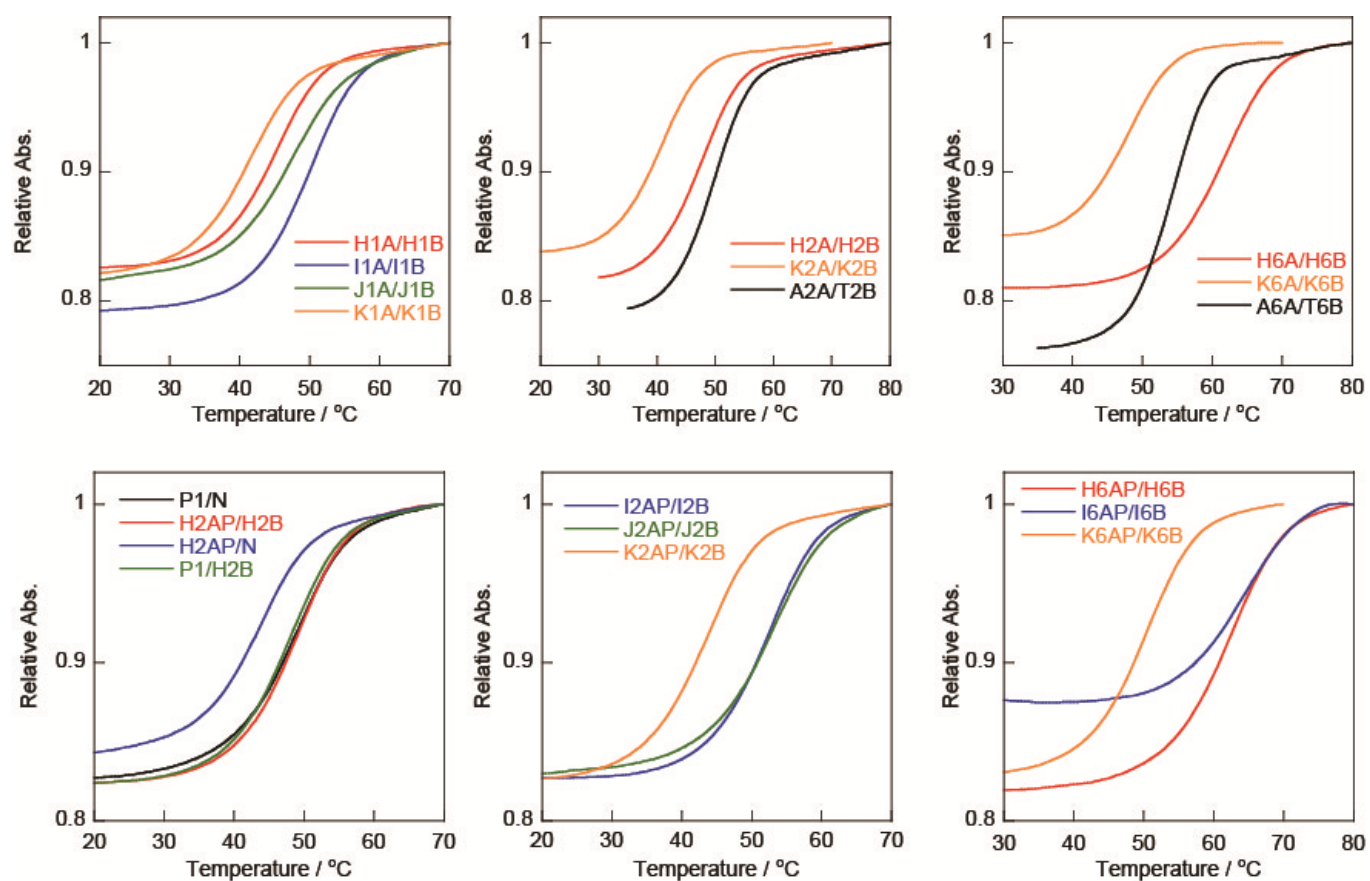 Relative Abs.
1
0.9
0.8
H1A/H1B
I1A/I1B
J1A/J1B
K1A/K1B
20 30 40 50 60 70
Temperature / °C
Relative Abs.
1
0.9
0.8
H2A/H2B
K2A/K2B
A2A/T2B
20 30 40 50 60 70 80
Temperature / °C
Relative Abs.
1
0.9
0.8
H6A/H6B
K6A/K6B
A6A/T6B
30 40 50 60 70 80
Temperature / °C
Relative Abs.
1
0.9
0.8
P1/N
H2AP/H2B
H2AP/N
P1/H2B
20 30 40 50 60 70
Temperature / °C
Relative Abs.
1
0.9
0.8
I2AP/I2B
J2AP/J2B
K2AP/K2B
20 30 40 50 60 70
Temperature / °C
Relative Abs.
1
0.9
0.8
H6AP/H6B
I6AP/I6B
K6AP/K6B
30 40 50 60 70 80
Temperature / °C